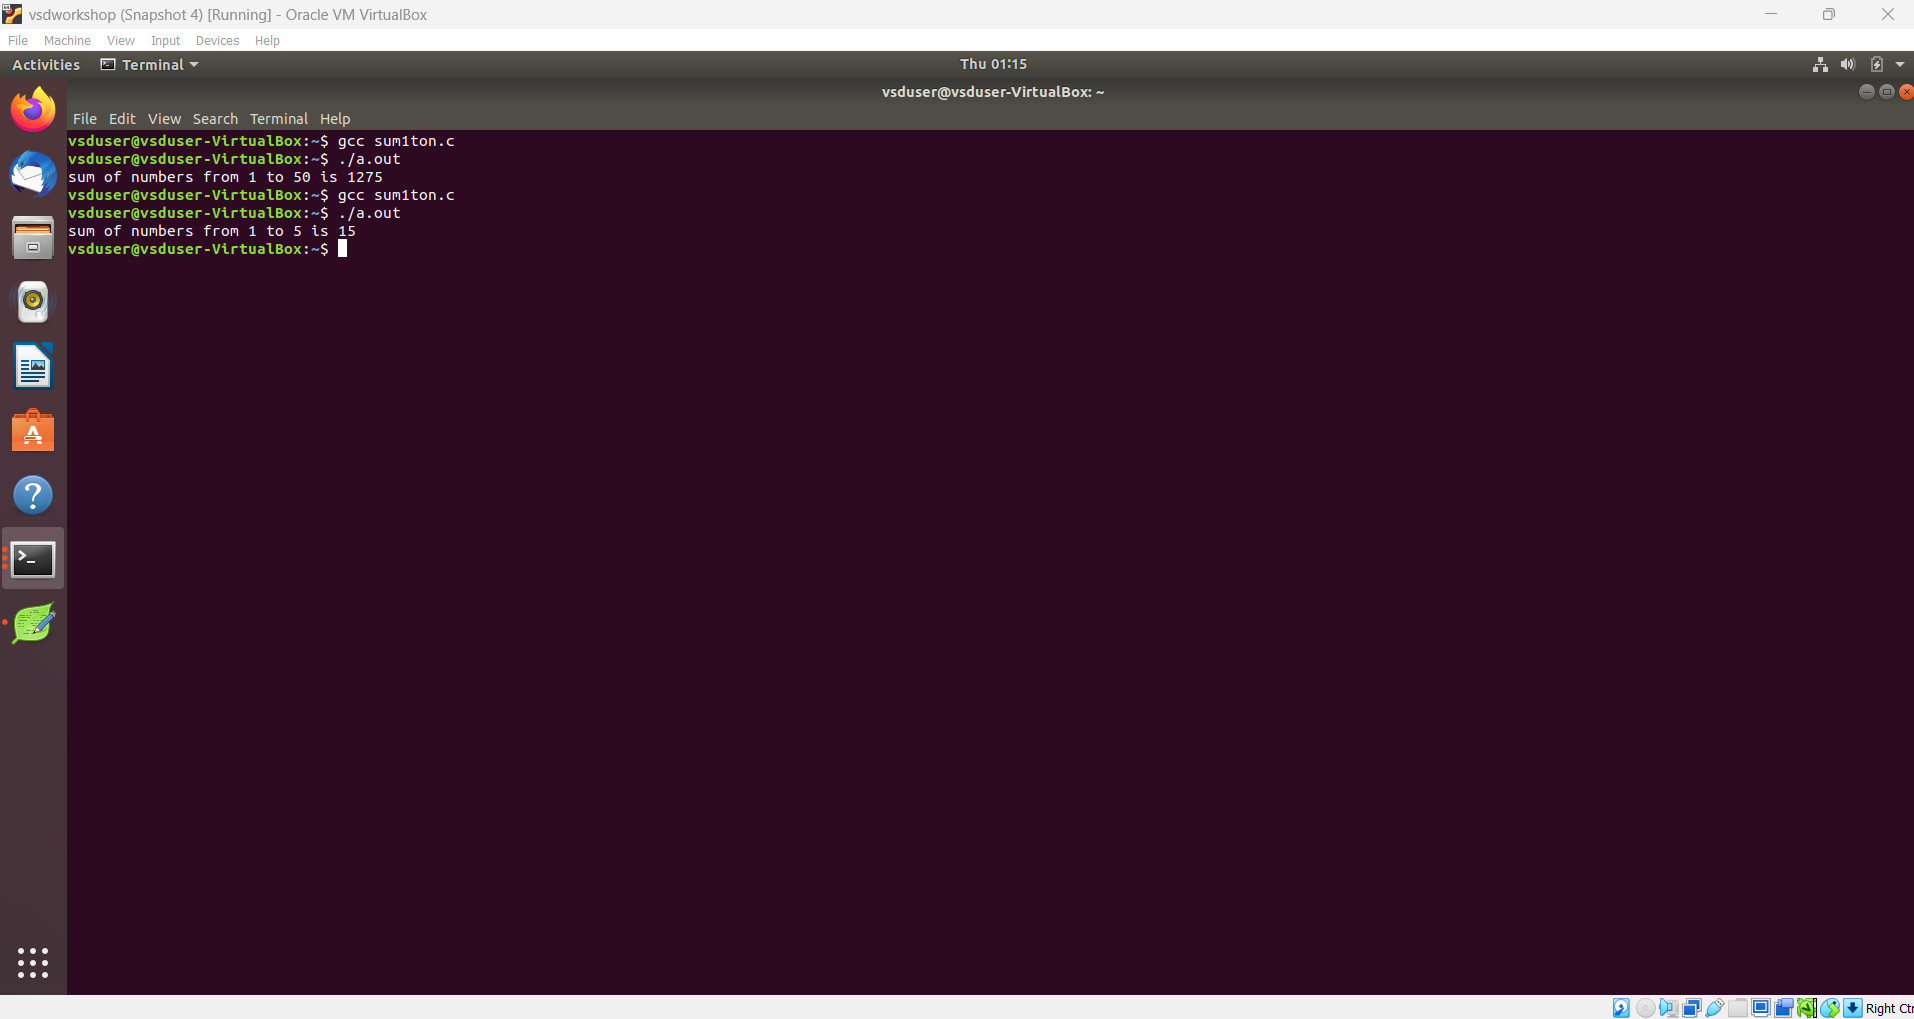 vsdworkshop (Snapshot 4) [Running] - Oracle VM VirtualBox
File Machine View Input Devices Help
Activities Terminal Thu 01:15
vsduser@vsduser-VirtualBox: ~
File Edit View Search Terminal Help
vsduser@vsduser-VirtualBox:~$ gcc sum1ton.c
vsduser@vsduser-VirtualBox:~$ ./a.out
sum of numbers from 1 to 50 is 1275
vsduser@vsduser-VirtualBox:~$ gcc sum1ton.c
vsduser@vsduser-VirtualBox:~$ ./a.out
sum of numbers from 1 to 5 is 15
vsduser@vsduser-VirtualBox:~$
Right Ctr